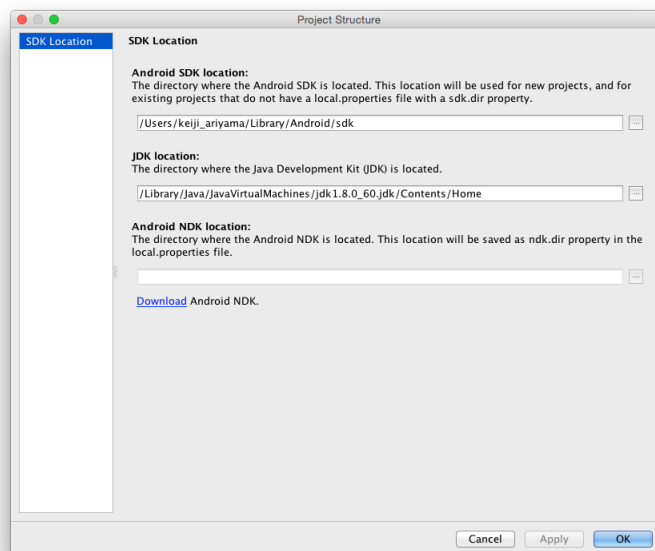 Project Structure
SDK Location
SDK Location
Android SDK location:
The directory where the Android SDK is located. This location will be used for new projects, and for
existing projects that do not have a local.properties file with a sdk.dir property.
/Users/keiji_ariyama/Library/Android/sdk
...
JDK location:
The directory where the Java Development Kit (JDK) is located.
/Library/Java/JavaVirtualMachines/jdk1.8.0_60.jdk/Contents/Home
...
Android NDK location:
The directory where the Android NDK is located. This location will be saved as ndk.dir property in the
local.properties file.
...
Download Android NDK.
Cancel
Apply
OK